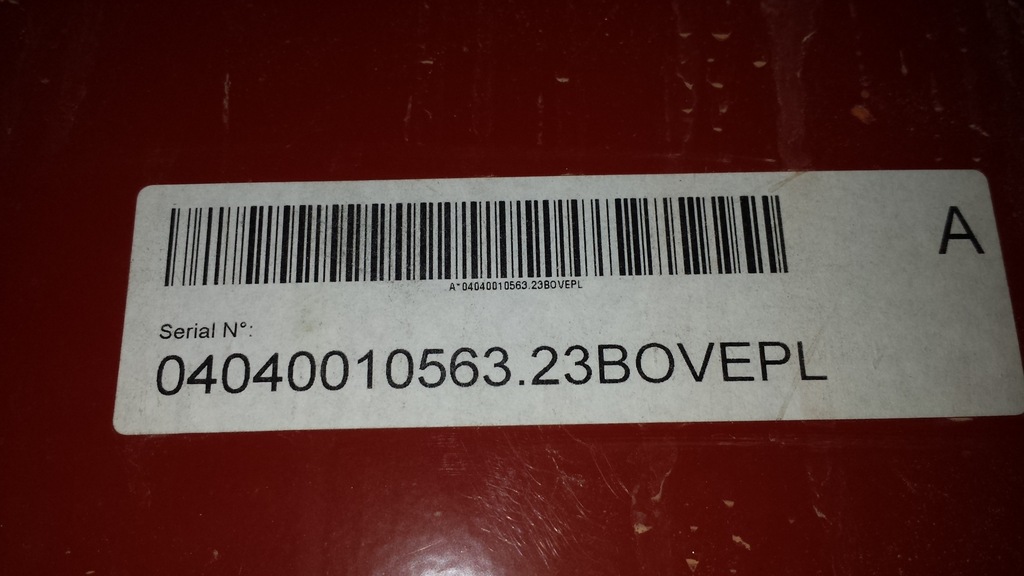 A*04040010563.23BOVEPL
A
Serial N°:
04040010563.23BOVEPL